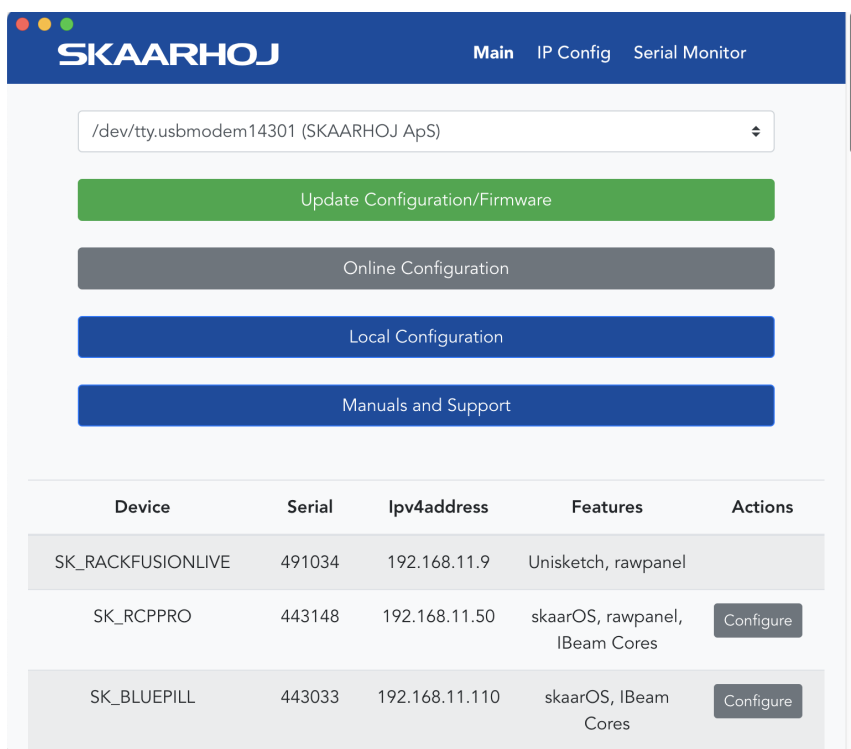 SKAARHOJ
Main IP Config Serial Monitor
/dev/tty.usbmodem14301 (SKAARHOJ ApS)
Update Configuration/Firmware
Online Configuration
Local Configuration
Manuals and Support
Device Serial Ipv4address Features Actions
SK_RACKFUSIONLIVE 491034 192.168.11.9 Unisketch, rawpanel
SK_RCPPRO 443148 192.168.11.50 skaarOS, rawpanel,
IBeam Cores
Configure
SK_BLUEPILL 443033 192.168.11.110 skaarOS, IBeam
Cores
Configure